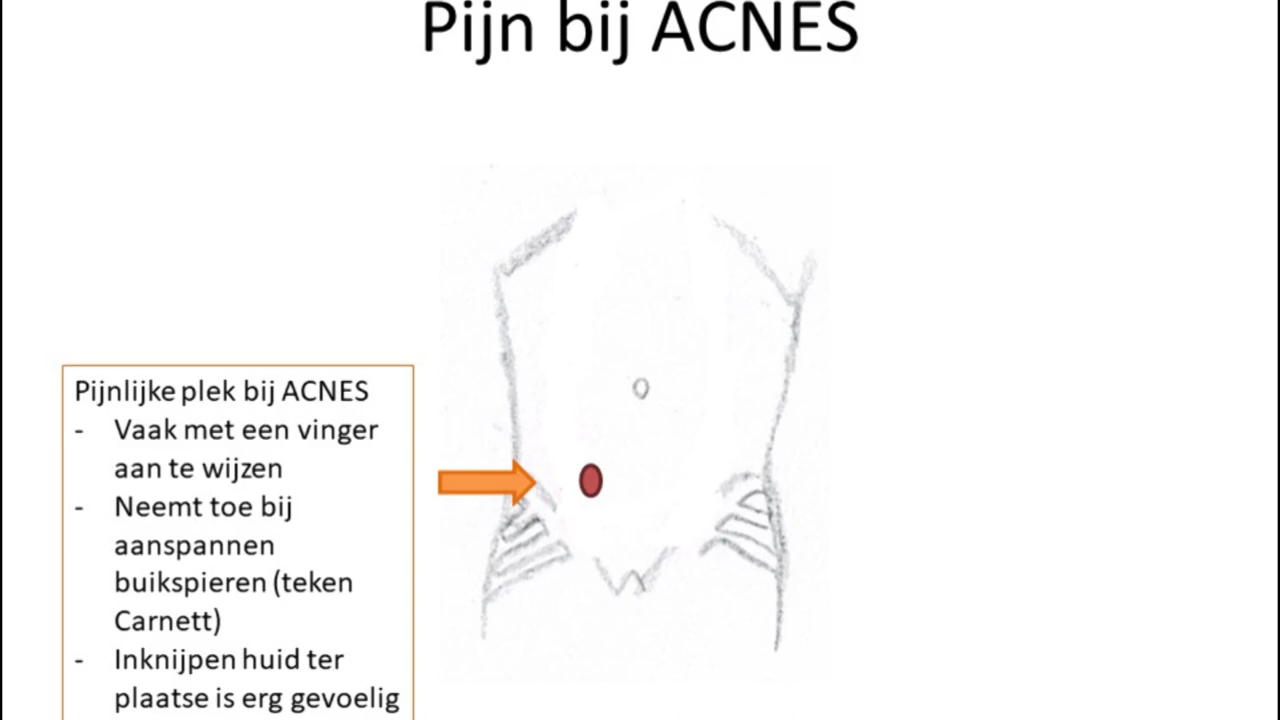 Pijn bij ACNES
Pijnlijke plek bij ACNES
- Vaak met een vinger
aan te wijzen
- Neemt toe bij
aanspannen
buikspieren (teken
Carnett)
- Inknijpen huid ter
plaatse is erg gevoelig